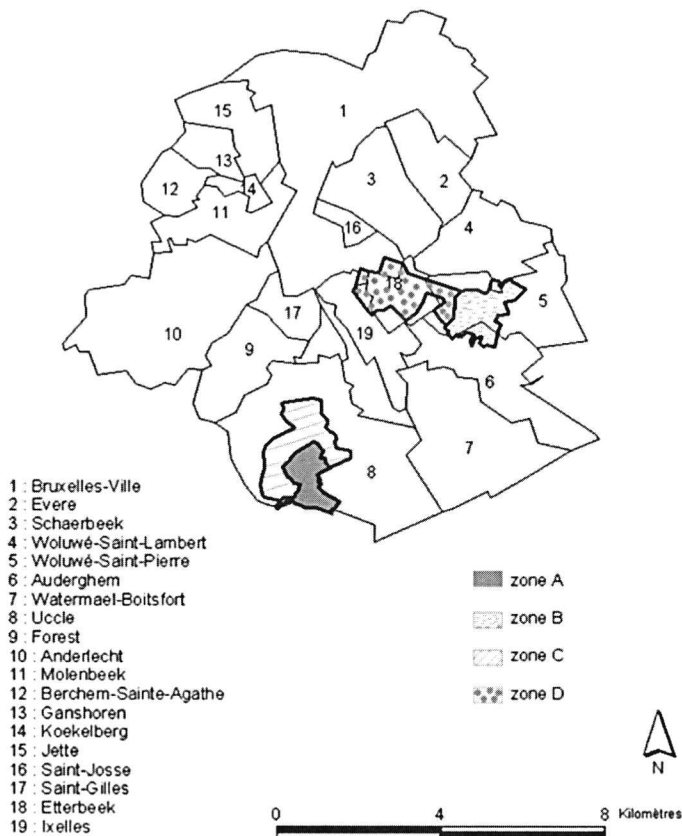 15
1
13
3
2
12
4
11
16
4
18
5
17
10
19
9
6
7
8
1 : Bruxelles-Ville
2 : Evere
3 : Schaerbeek
4 : Woluwé-Saint-Lambert
5 : Woluwé-Saint-Pierre
6 : Auderghem
7 : Watermael-Boitsfort
8 : Uccle
9 : Forest
10 : Anderlecht
11 : Molenbeek
12 : Berchem-Sainte-Agathe
13 : Ganshoren
14 : Koekelberg
15 : Jette
16 : Saint-Josse
17 : Saint-Gilles
18 : Etterbeek
19 : Ixelles
zone A
zone B
zone C
zone D
N
0 4 8 Kilomètres